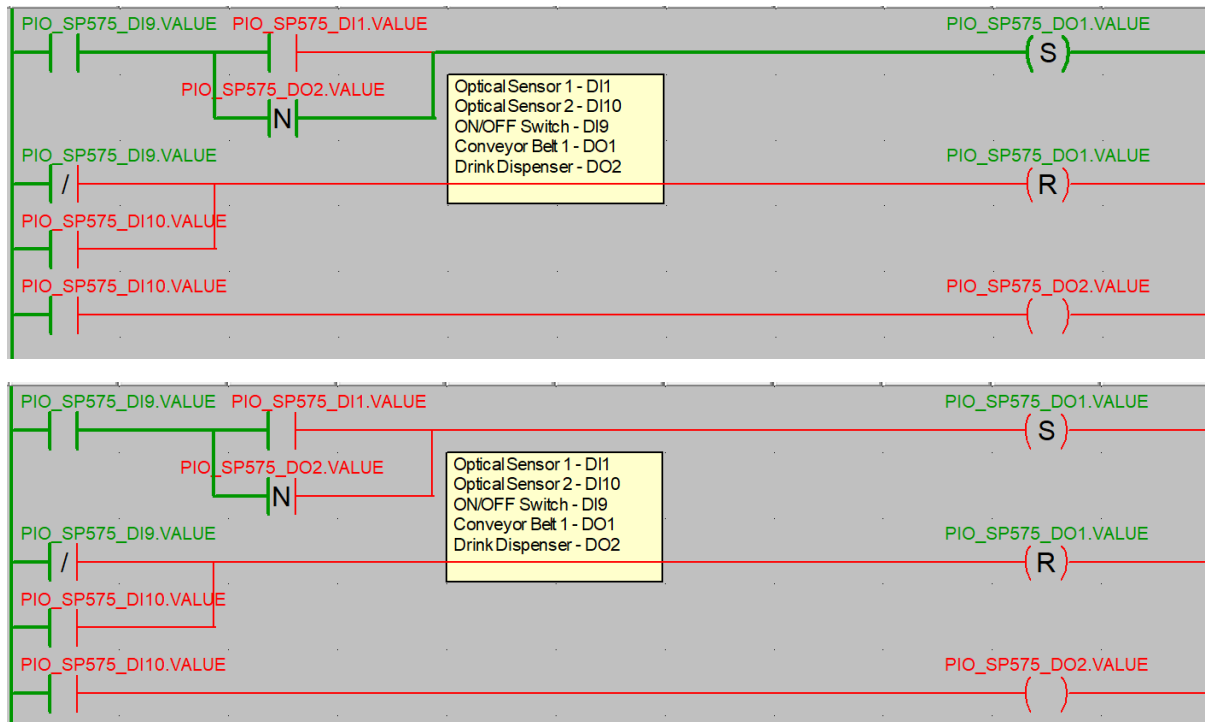 PIO_SP575_DI9.VALUE PIO_SP575_DI1.VALUE PIO_SP575_DO1.VALUE
S
PIO_SP575_DO2.VALUE
N
Optical Sensor 1 - DI1
Optical Sensor 2 - DI10
ON/OFF Switch - DI9
Conveyor Belt 1 - DO1
Drink Dispenser - DO2
PIO_SP575_DI9.VALUE PIO_SP575_DO1.VALUE
/ R
PIO_SP575_DI10.VALUE
PIO_SP575_DI10.VALUE PIO_SP575_DO2.VALUE
PIO_SP575_DI9.VALUE PIO_SP575_DI1.VALUE PIO_SP575_DO1.VALUE
S
PIO_SP575_DO2.VALUE
N
Optical Sensor 1 - DI1
Optical Sensor 2 - DI10
ON/OFF Switch - DI9
Conveyor Belt 1 - DO1
Drink Dispenser - DO2
PIO_SP575_DI9.VALUE PIO_SP575_DO1.VALUE
/ R
PIO_SP575_DI10.VALUE
PIO_SP575_DI10.VALUE PIO_SP575_DO2.VALUE